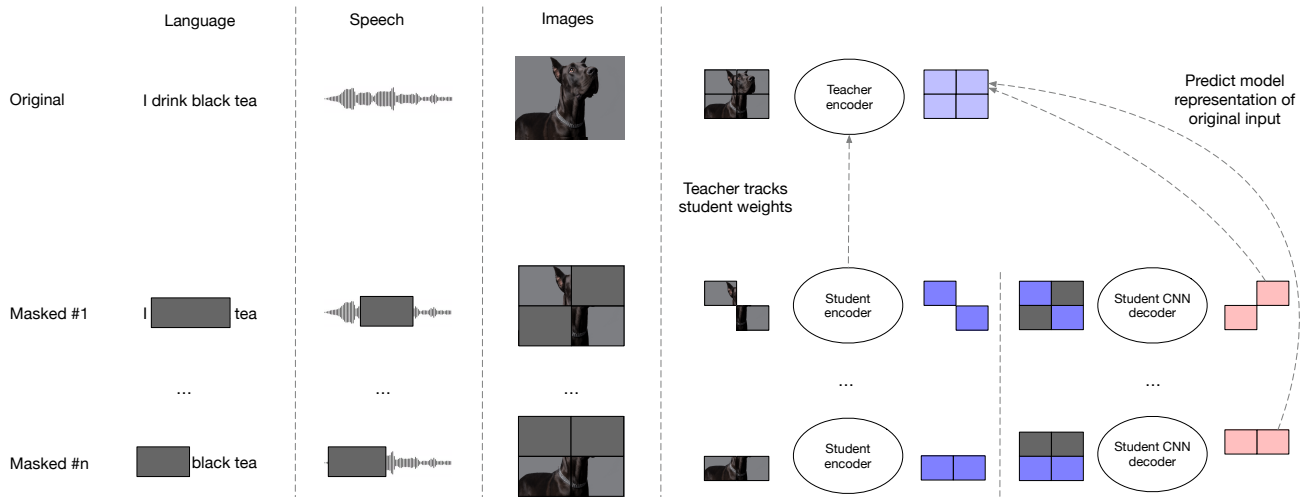 Language
Speech
Images
Original
I drink black tea
Teacher
encoder
Predict model
representation of
original input
Teacher tracks
student weights
Masked #1
I
tea
Student
encoder
Student CNN
decoder
...
...
...
...
...
Masked #n
black tea
Student
encoder
Student CNN
decoder